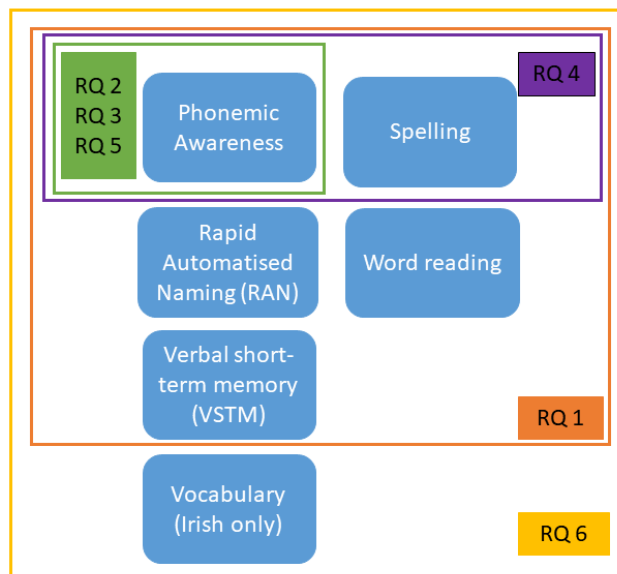 RQ 2
RQ 3
RQ 5
Phonemic
Awareness
Spelling
RQ 4
Rapid
Automatised
Naming (RAN)
Word reading
Verbal short-
term memory
(VSTM)
RQ 1
Vocabulary
(Irish only)
RQ 6